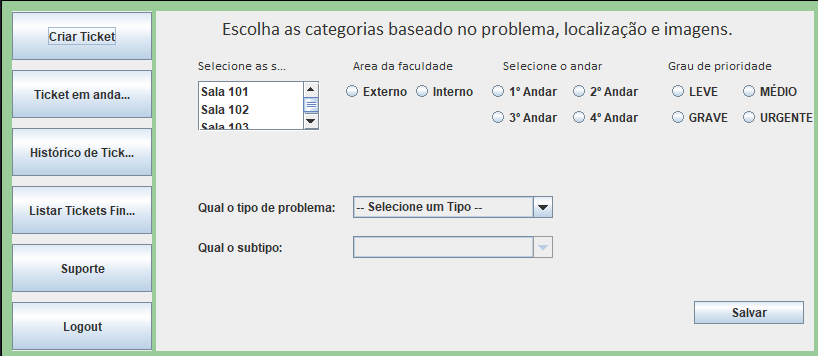 Criar Ticket
Ticket em anda...
Histórico de Tick...
Listar Tickets Fin...
Suporte
Logout
Escolha as categorias baseado no problema, localização e imagens.
Selecione as s...
Sala 101
Sala 102
Sala 103
Area da faculdade
Externo Interno
Selecione o andar
1º Andar 2º Andar
3º Andar 4º Andar
Grau de prioridade
LEVE MÉDIO
GRAVE URGENTE
Qual o tipo de problema: -- Selecione um Tipo --
Qual o subtipo:
Salvar